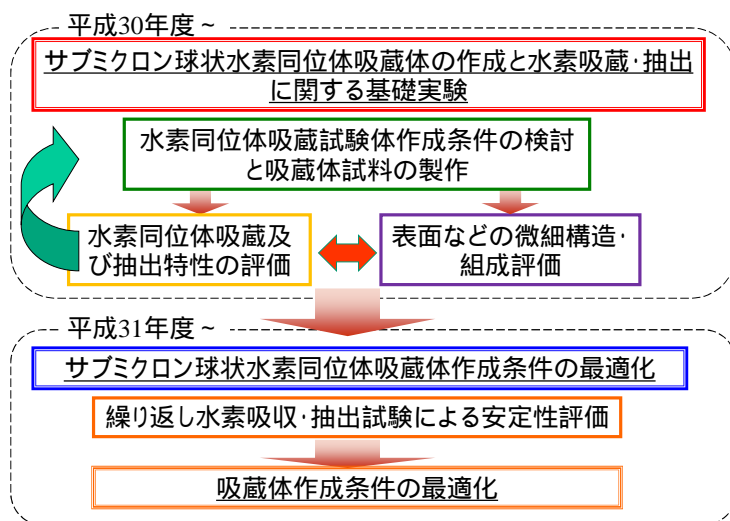 平成30年度～
サブミクロン球状水素同位体吸蔵体の作成と水素吸蔵・抽出
に関する基礎実験
水素同位体吸蔵試験体作成条件の検討
と吸蔵体試料の製作
水素同位体吸蔵及
び抽出特性の評価
表面などの微細構造・
組成評価
平成31年度～
サブミクロン球状水素同位体吸蔵体作成条件の最適化
繰り返し水素吸収・抽出試験による安定性評価
吸蔵体作成条件の最適化